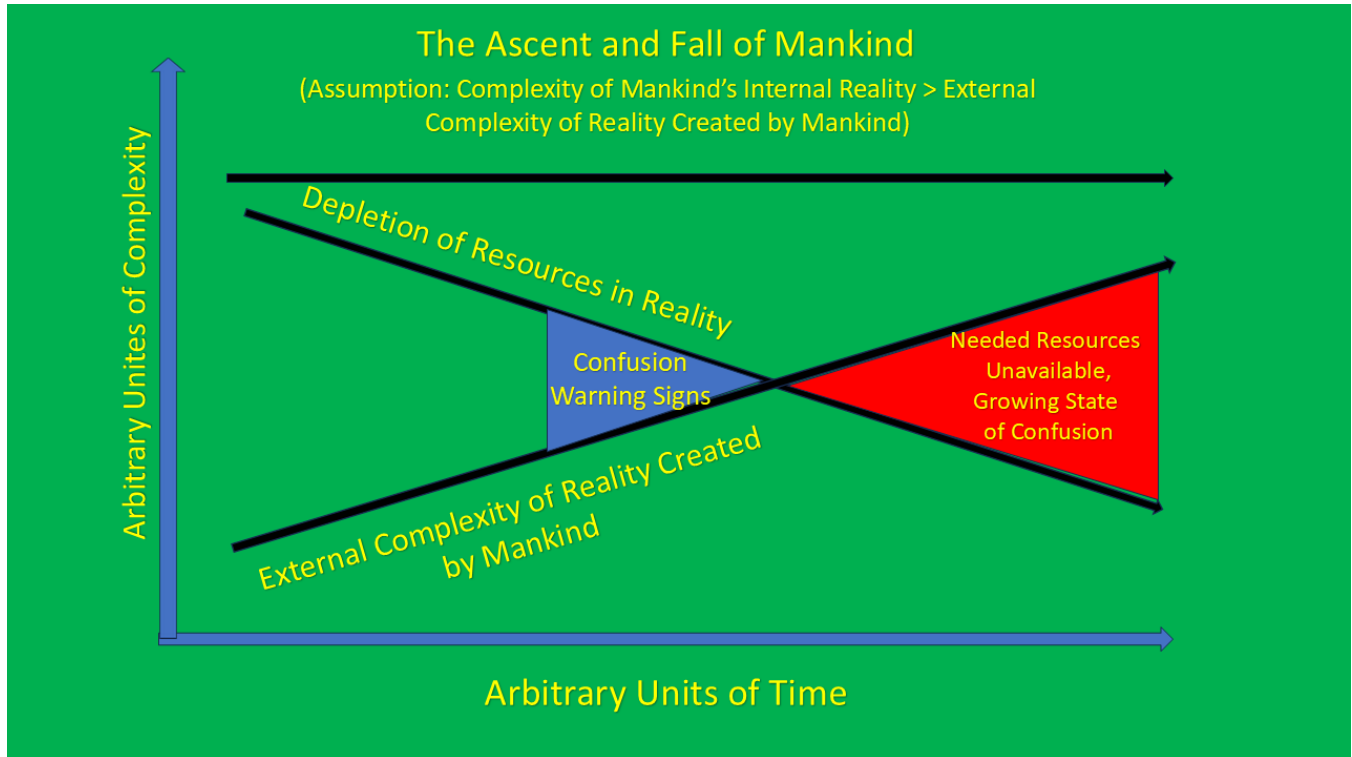 The Ascent and Fall of Mankind
(Assumption: Complexity of Mankind's Internal Reality > External
Complexity of Reality Created by Mankind)
Arbitrary Unites of Complexity
Depletion of Resources in Reality
Confusion
Warning Signs
Needed Resources
Unavailable,
Growing State
of Confusion
External Complexity of Reality Created
by Mankind
Arbitrary Units of Time